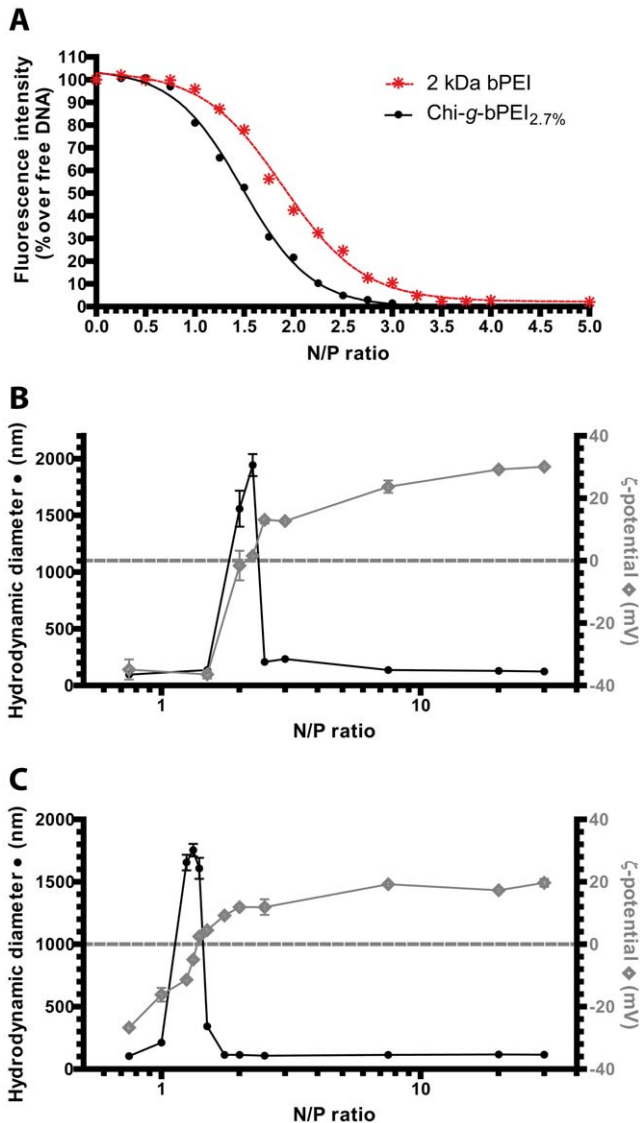 A
Fluorescence intensity
(% over free DNA)
110
100
90
80
70
60
50
40
30
20
10
0
2 kDa bPEI
Chi-g-bPEI2.7%
0.0 0.5 1.0 1.5 2.0 2.5 3.0 3.5 4.0 4.5 5.0
N/P ratio
B
Hydrodynamic diameter • (nm)
2000
1500
1000
500
0
40
20
0
-20
-40
ζ-potential ◈ (mV)
1 10
N/P ratio
C
Hydrodynamic diameter • (nm)
2000
1500
1000
500
0
40
20
0
-20
-40
ζ-potential ◈ (mV)
1 10
N/P ratio